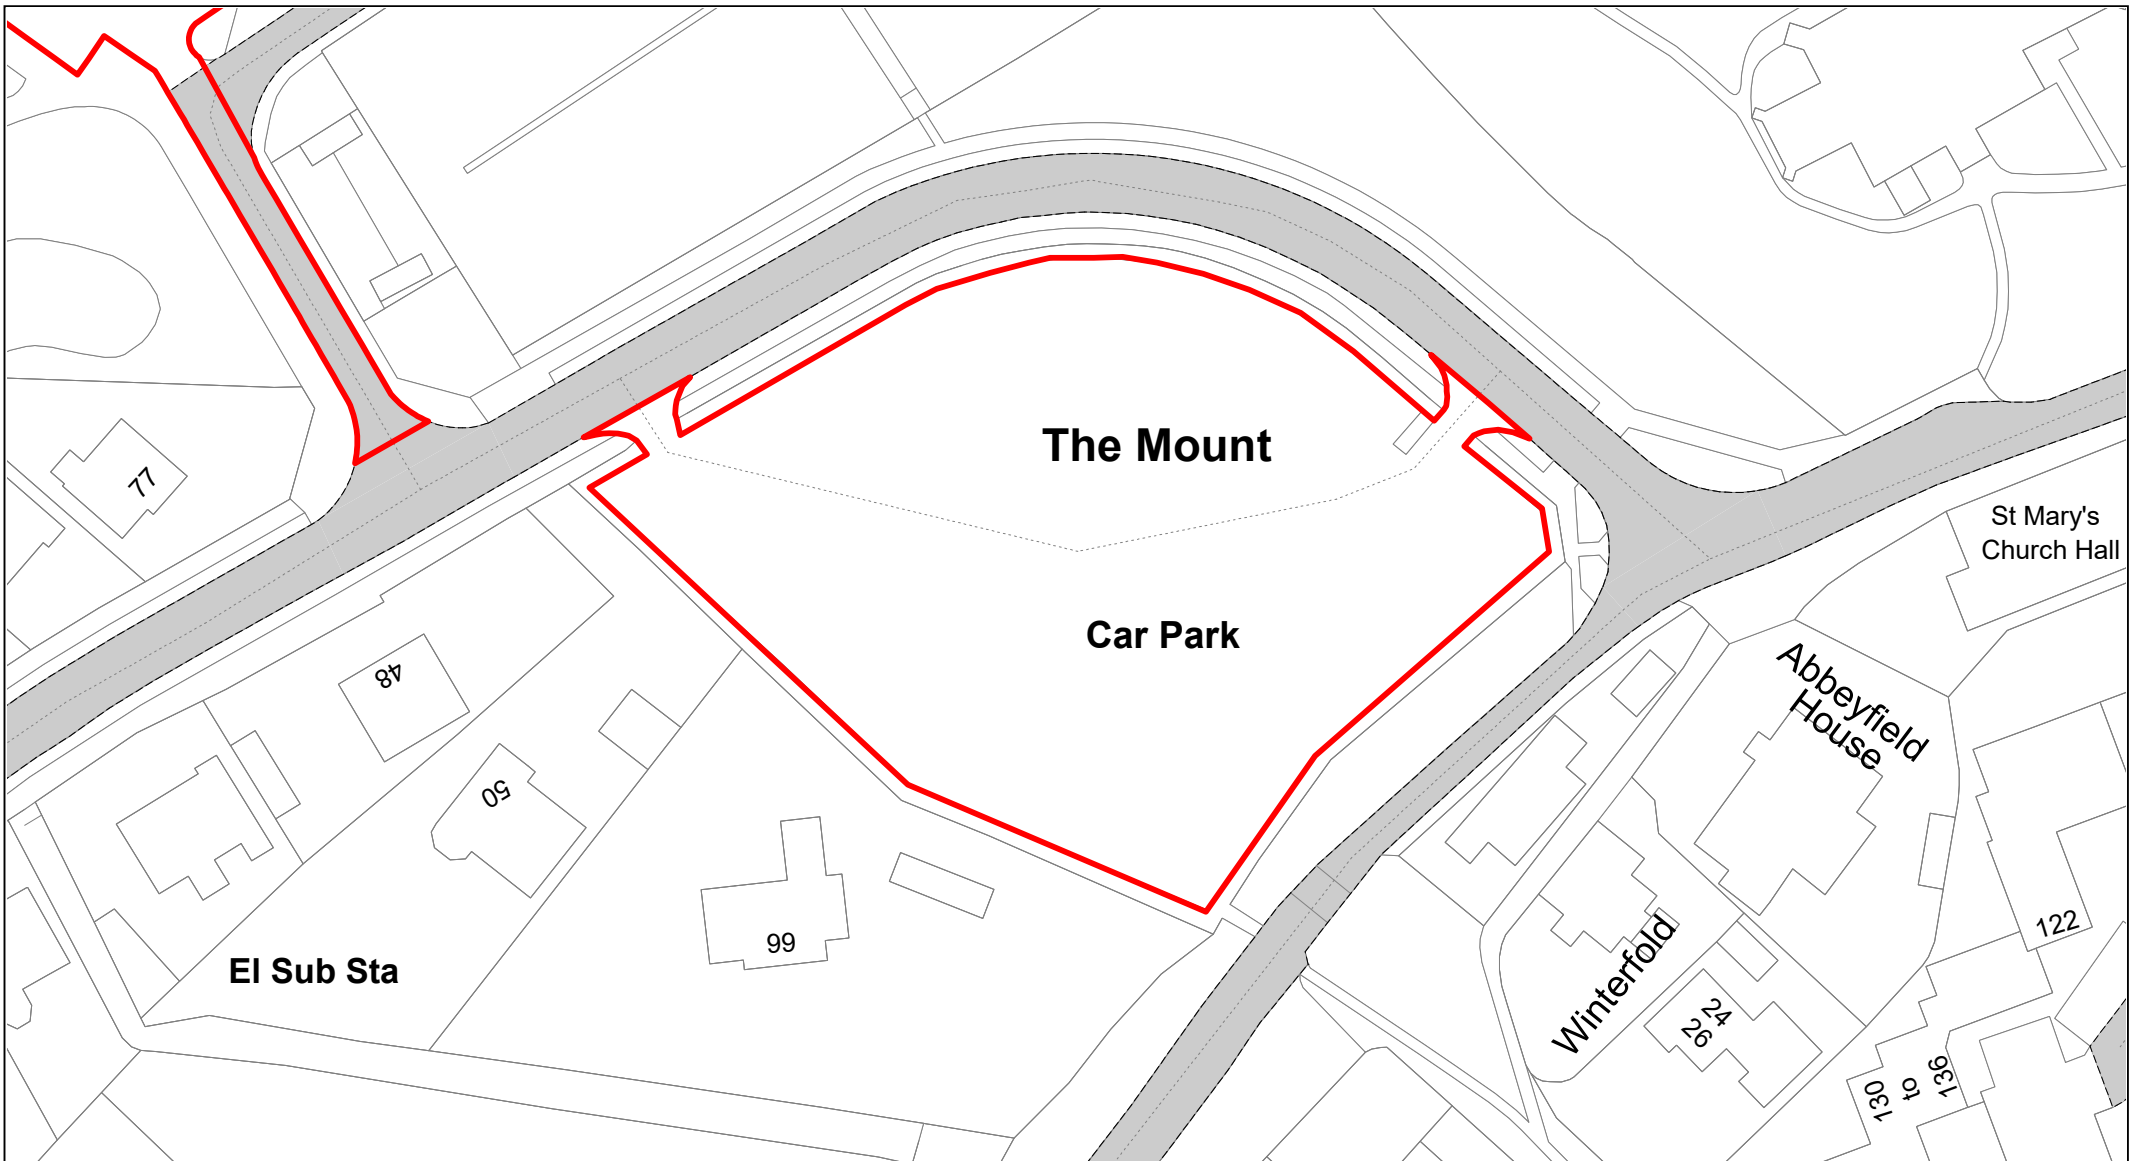 The Mount
77
St Mary's
Church Hall
Car Park
48
Abbeyfield
House
50
99
El Sub Sta
122
Winterfold
24
26
130
to
136